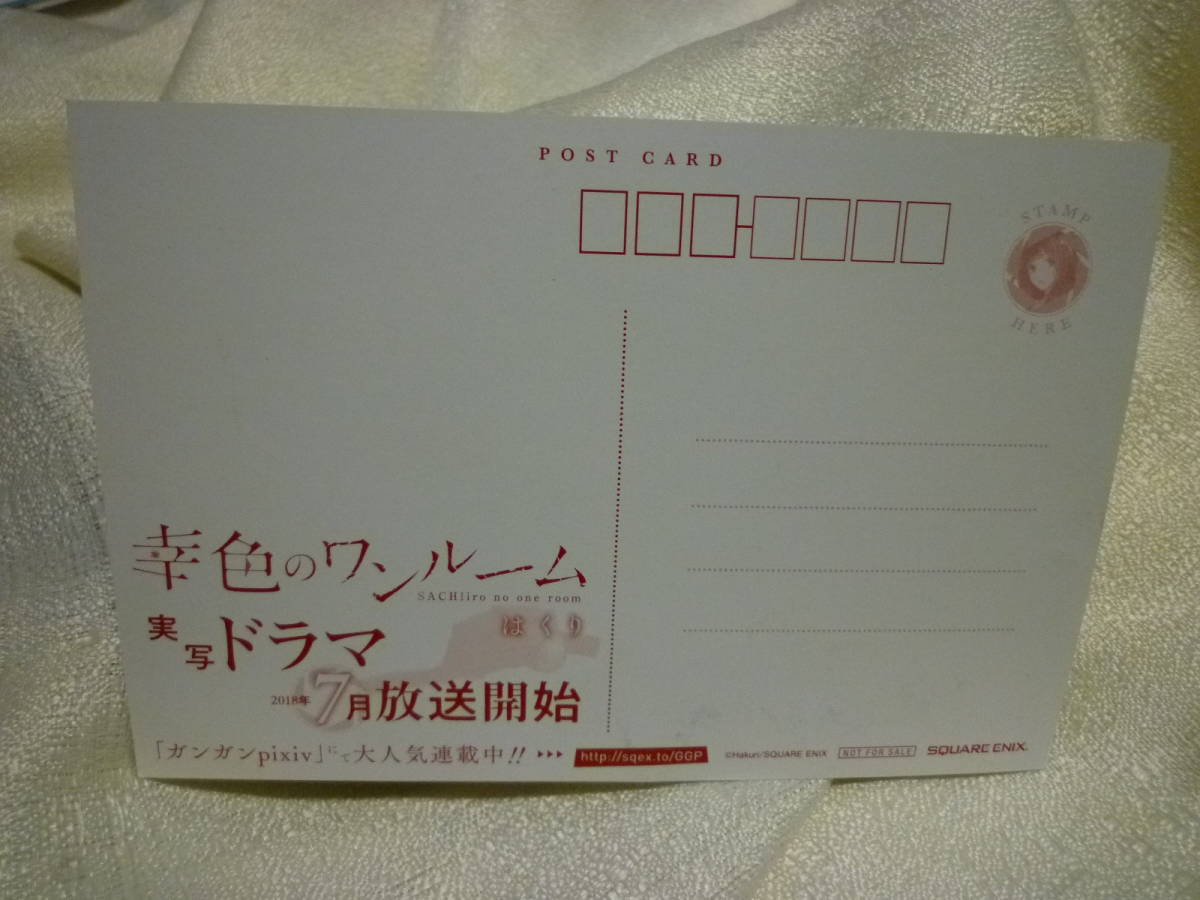 POST CARD
STAMP
HERE
幸色のワンルーム
SACHIiro no one room
はくり
実写ドラマ
2018年7月放送開始
「ガンガンpixiv」にて大人気連載中!!
http://sqex.to/GGP
©Hakuri/SQUARE ENIX
NOT FOR SALE
SQUARE ENIX.